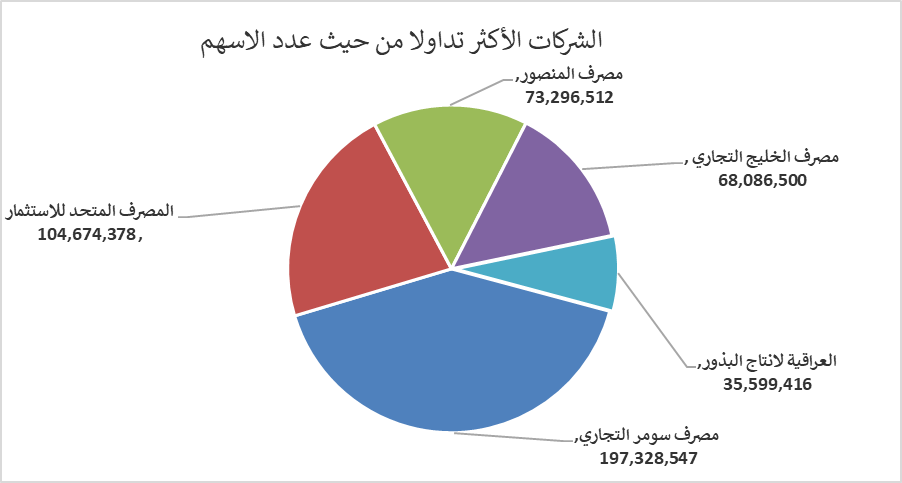 الشركات الأكثر تداولا من حيث عدد الاسهم
مصرف المنصور,
73,296,512
مصرف الخليج التجاري ,
68,086,500
المصرف المتحد للاستثمار
104,674,378 ,
العراقية لانتاج البذور,
35,599,416
مصرف سومر التجاري,
197,328,547